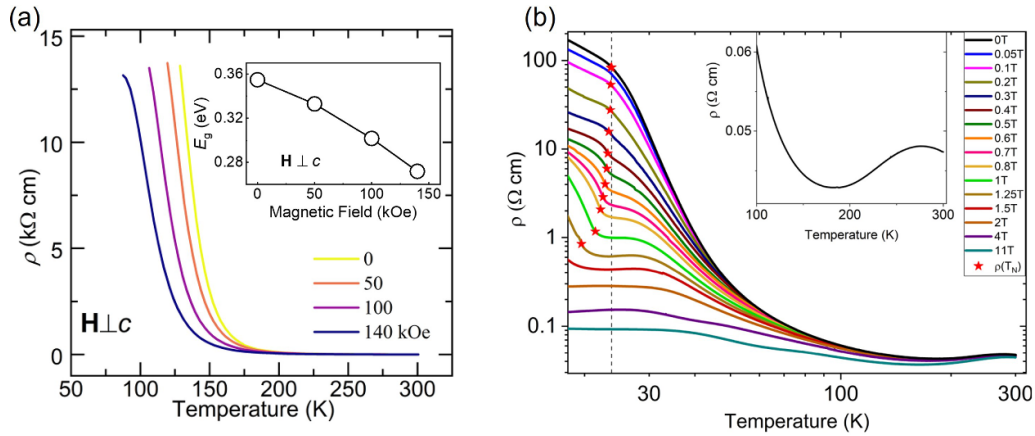 (a)
15
10
5
0
ρ (kΩ cm)
50
100
150
200
250
300
Temperature (K)
H⊥c
0.36
0.32
0.28
E_g (eV)
H ⊥ c
0
50
100
150
Magnetic Field (kOe)
0
50
100
140 kOe
(b)
100
10
1
0.1
ρ (Ω cm)
30
100
300
Temperature (K)
0.06
0.05
ρ (Ω cm)
100
200
300
Temperature (K)
0T
0.05T
0.1T
0.2T
0.3T
0.4T
0.5T
0.6T
0.7T
0.8T
1T
1.25T
1.5T
2T
4T
11T
ρ(T_N)